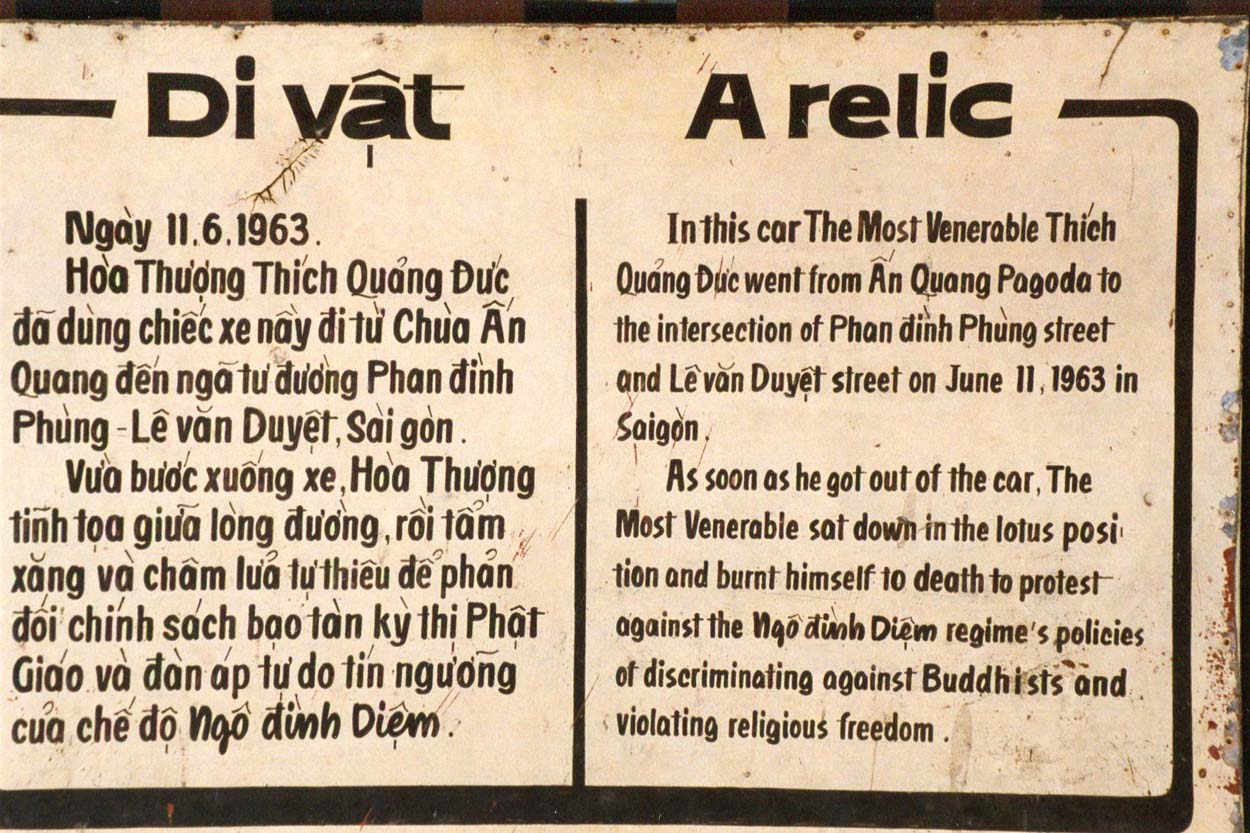 Di vật
Ngày 11.6.1963.
Hòa Thượng Thích Quảng Đức
đã dùng chiếc xe nầy đi từ Chùa Ấn
Quang đến ngã tư đường Phan đình
Phùng - Lê văn Duyệt, Sài gòn.
Vừa bước xuống xe, Hòa Thượng
tĩnh tọa giữa lòng đường, rồi tẩm
xăng và châm lửa tự thiêu để phản
đối chính sách bạo tàn kỳ thị Phật
Giáo và đàn áp tự do tín ngưỡng
của chế độ Ngô đình Diệm.
A relic
In this car The Most Venerable Thích
Quảng Đức went from Ấn Quang Pagoda to
the intersection of Phan đình Phùng street
and Lê văn Duyệt street on June 11, 1963 in
Saigòn.
As soon as he got out of the car, The
Most Venerable sat down in the lotus posi-
tion and burnt himself to death to protest
against the Ngô đình Diệm regime's policies
of discriminating against Buddhists and
violating religious freedom.